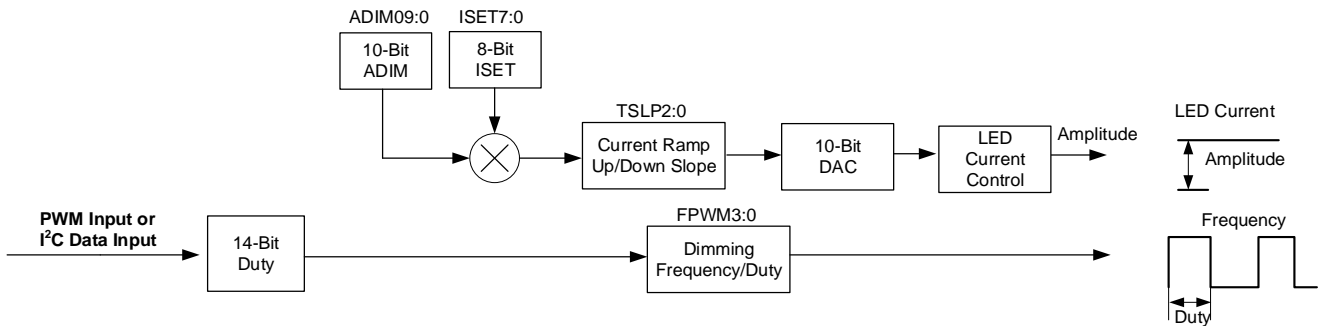 ADIM09:0
ISET7:0
10-Bit
ADIM
8-Bit
ISET
TSLP2:0
Current Ramp
Up/Down Slope
10-Bit
DAC
LED
Current
Control
Amplitude
LED Current
Amplitude
PWM Input or
I²C Data Input
14-Bit
Duty
FPWM3:0
Dimming
Frequency/Duty
Frequency
Duty